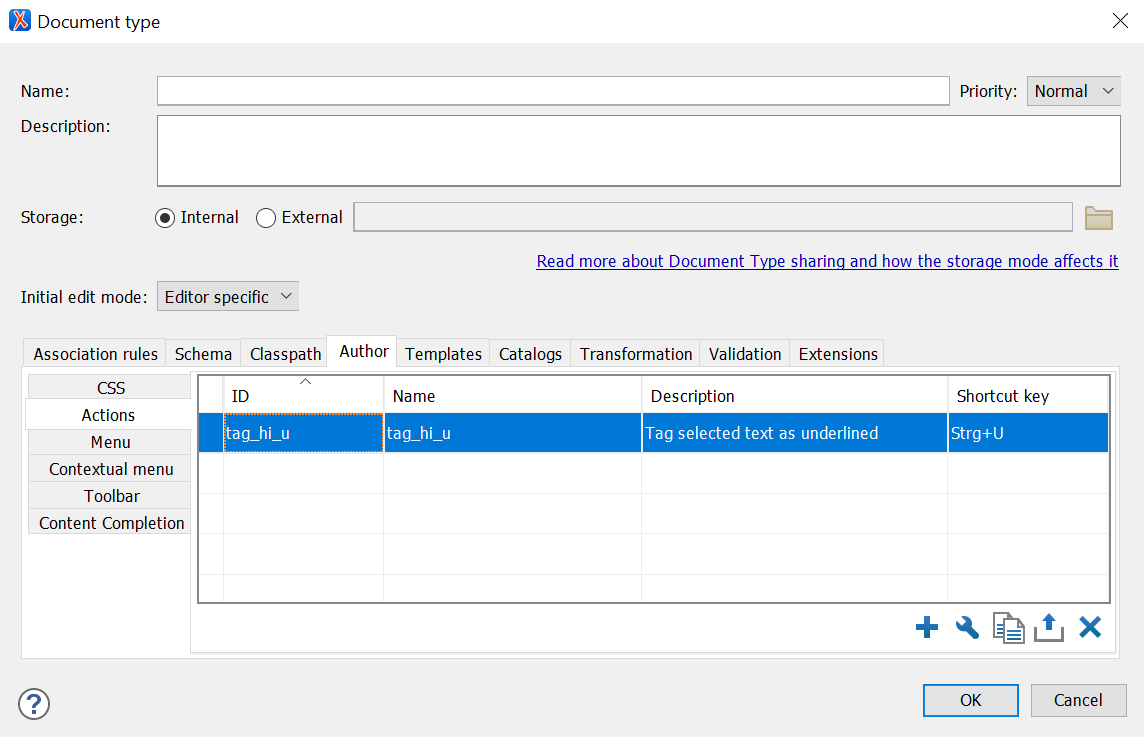 Document type
Name: Priority: Normal
Description:
Storage: Internal External
Read more about Document Type sharing and how the storage mode affects it
Initial edit mode: Editor specific
Association rules Schema Classpath Author Templates Catalogs Transformation Validation Extensions
CSS
Actions
Menu
Contextual menu
Toolbar
Content Completion
ID Name Description Shortcut key
tag_hi_u tag_hi_u Tag selected text as underlined Strg+U
? OK Cancel